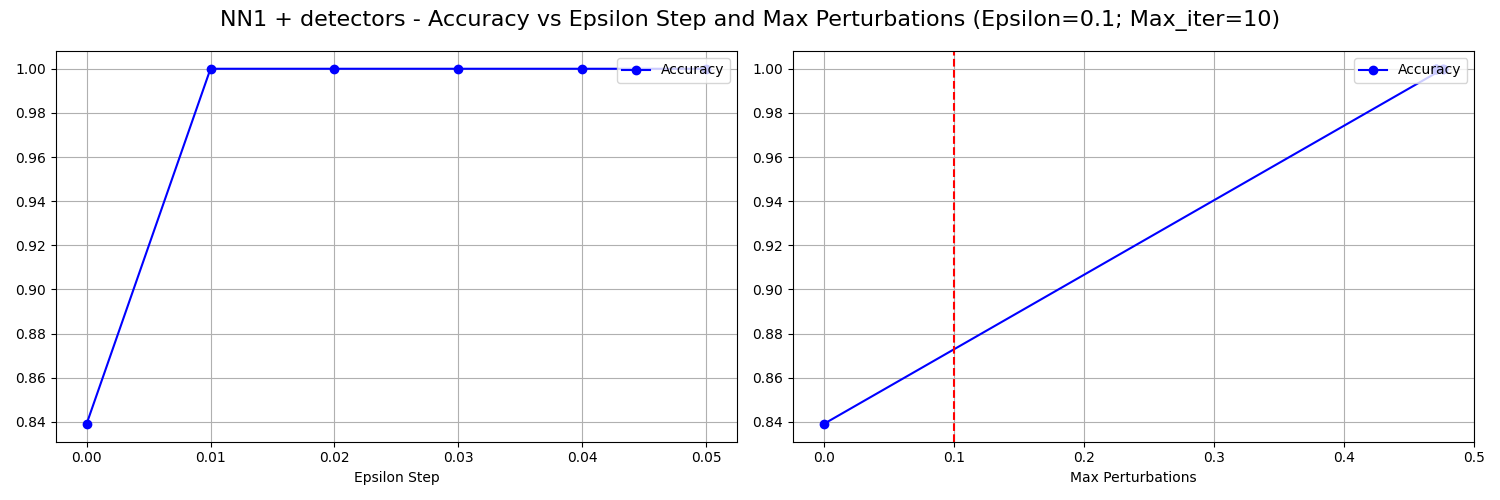 NN1 + detectors - Accuracy vs Epsilon Step and Max Perturbations (Epsilon=0.1; Max_iter=10)
1.00
0.98
0.96
0.94
0.92
0.90
0.88
0.86
0.84
0.00 0.01 0.02 0.03 0.04 0.05
Epsilon Step
Accuracy
1.00
0.98
0.96
0.94
0.92
0.90
0.88
0.86
0.84
0.0 0.1 0.2 0.3 0.4 0.5
Max Perturbations
Accuracy